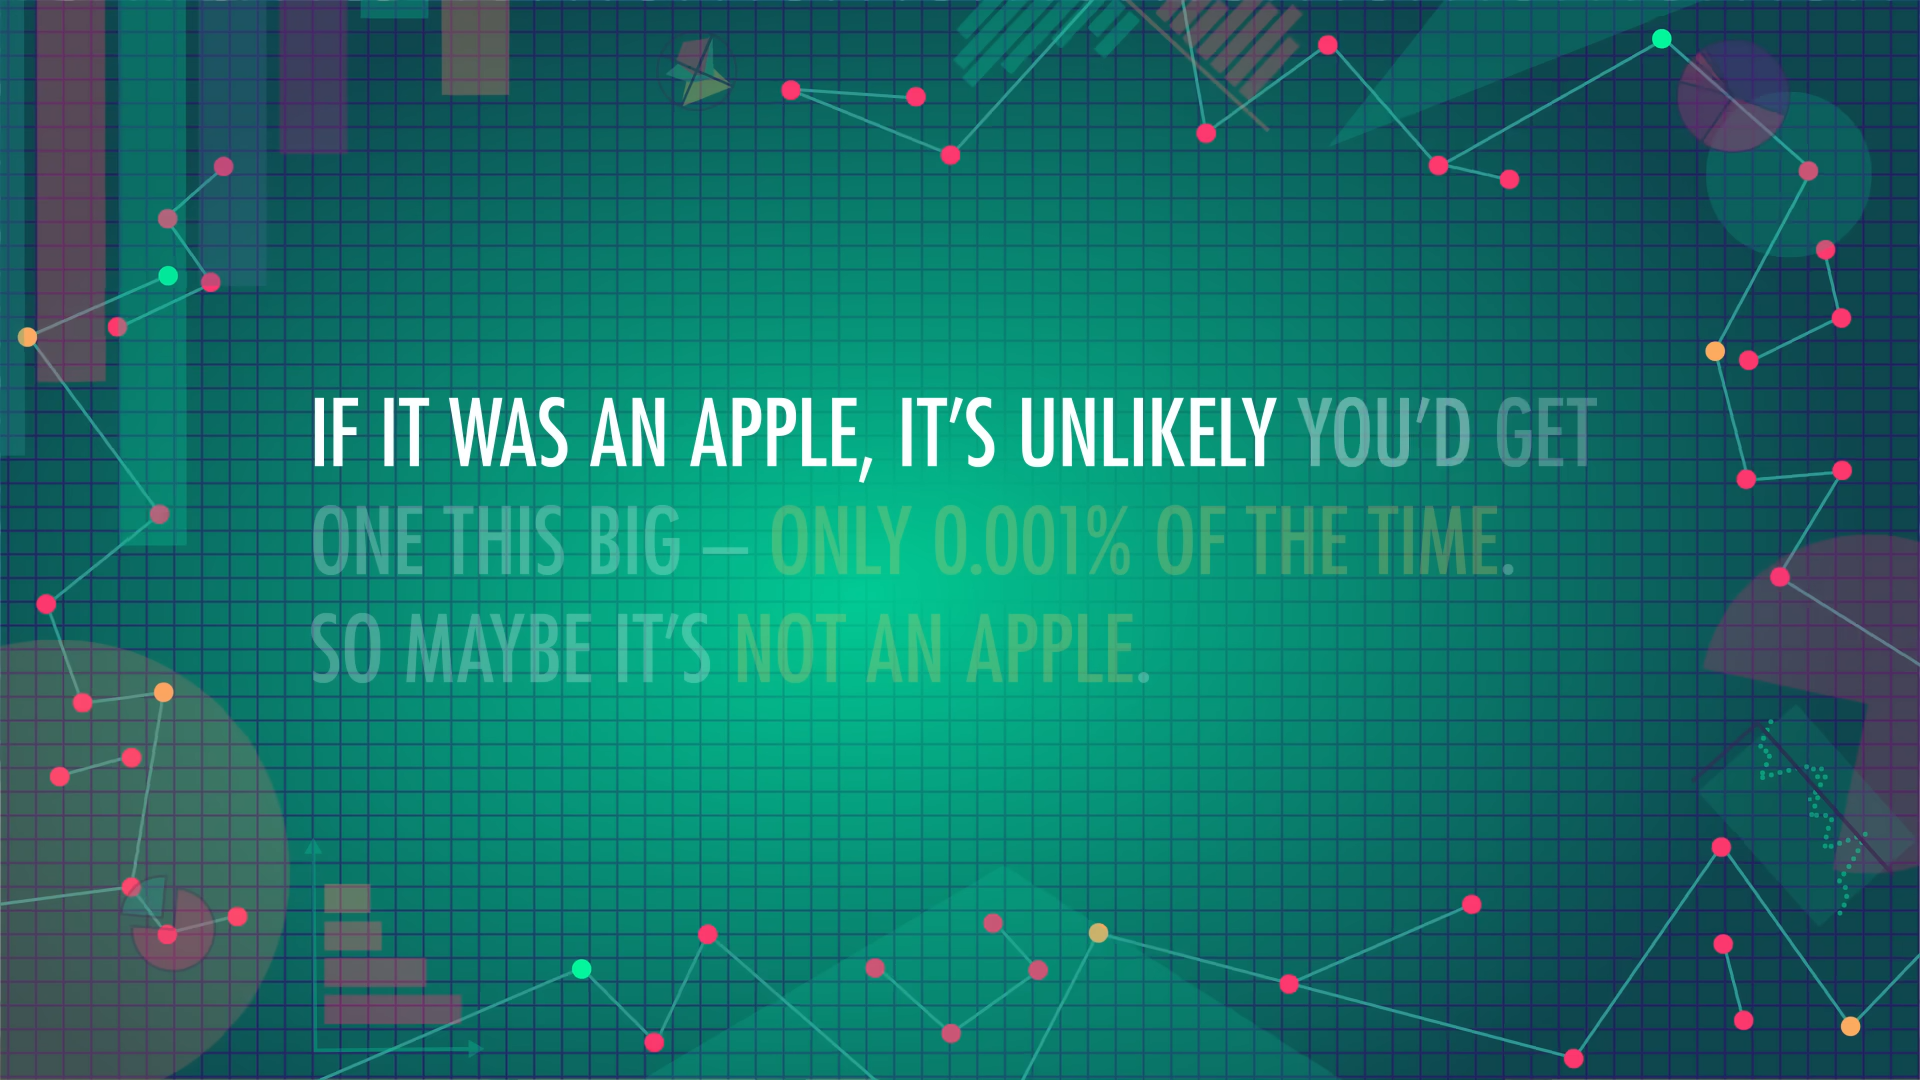 IF IT WAS AN APPLE, IT’S UNLIKELY YOU’D GET
ONE THIS BIG – ONLY 0.001% OF THE TIME.
SO MAYBE IT’S NOT AN APPLE.